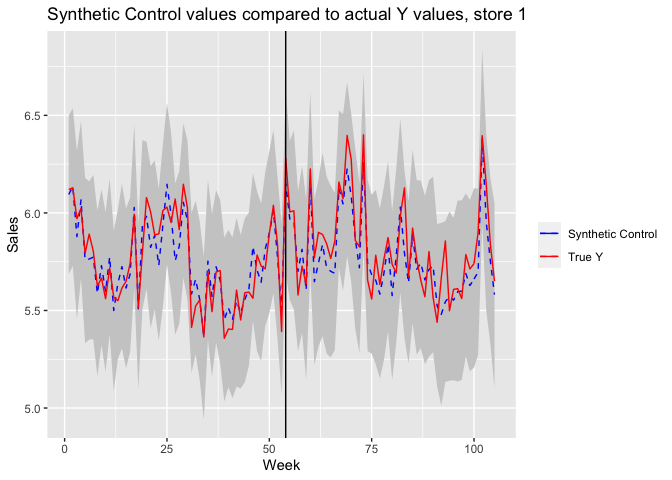 Synthetic Control values compared to actual Y values, store 1
6.5
6.0
5.5
5.0
Sales
0 25 50 75 100
Week
Synthetic Control
True Y